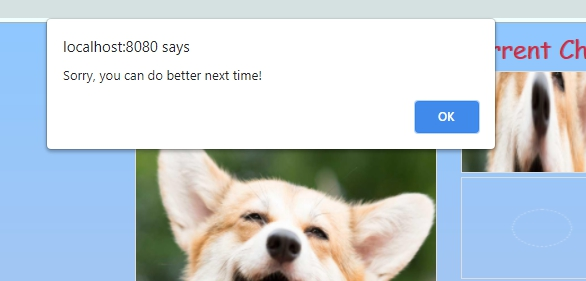 localhost:8080 says
Sorry, you can do better next time!
OK